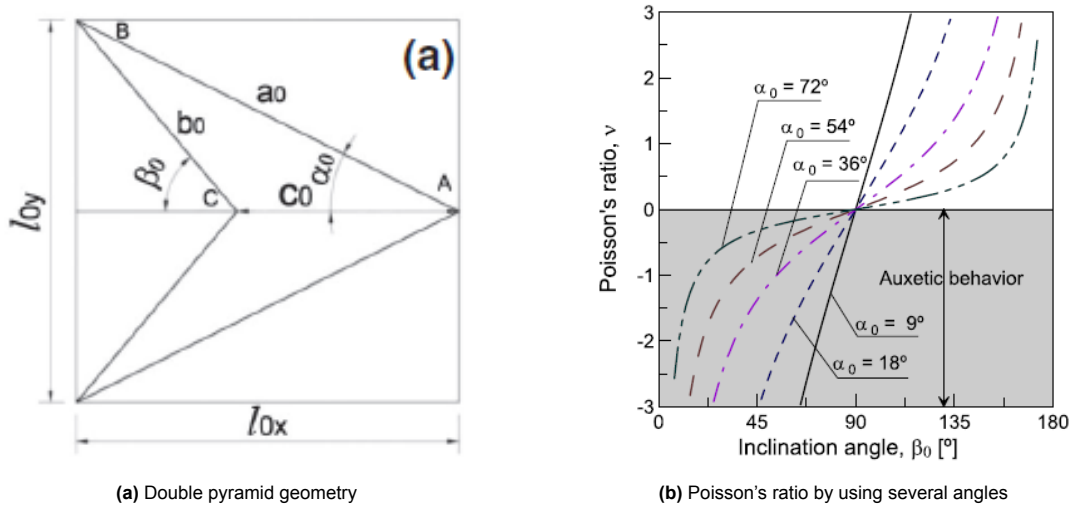 (a)
B
a₀
b₀
β₀
α₀
A
C
C₀
l₀y
l₀x
(a) Double pyramid geometry
3
2
1
0
-1
-2
-3
Poisson's ratio, ν
α₀ = 72º
α₀ = 54º
α₀ = 36º
Auxetic behavior
α₀ = 9º
α₀ = 18º
0 45 90 135 180
Inclination angle, β₀ [º]
(b) Poisson's ratio by using several angles